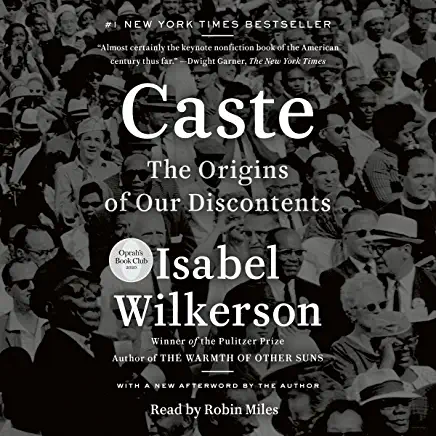 #1 NEW YORK TIMES BESTSELLER
“Almost certainly the keynote nonfiction book of the American
century thus far.” —Dwight Garner, The New York Times
Caste
The Origins
of Our Discontents
Oprah's
Book Club
2020
Isabel
Wilkerson
Winner of the Pulitzer Prize
Author of THE WARMTH OF OTHER SUNS
WITH A NEW AFTERWORD BY THE AUTHOR
Read by Robin Miles